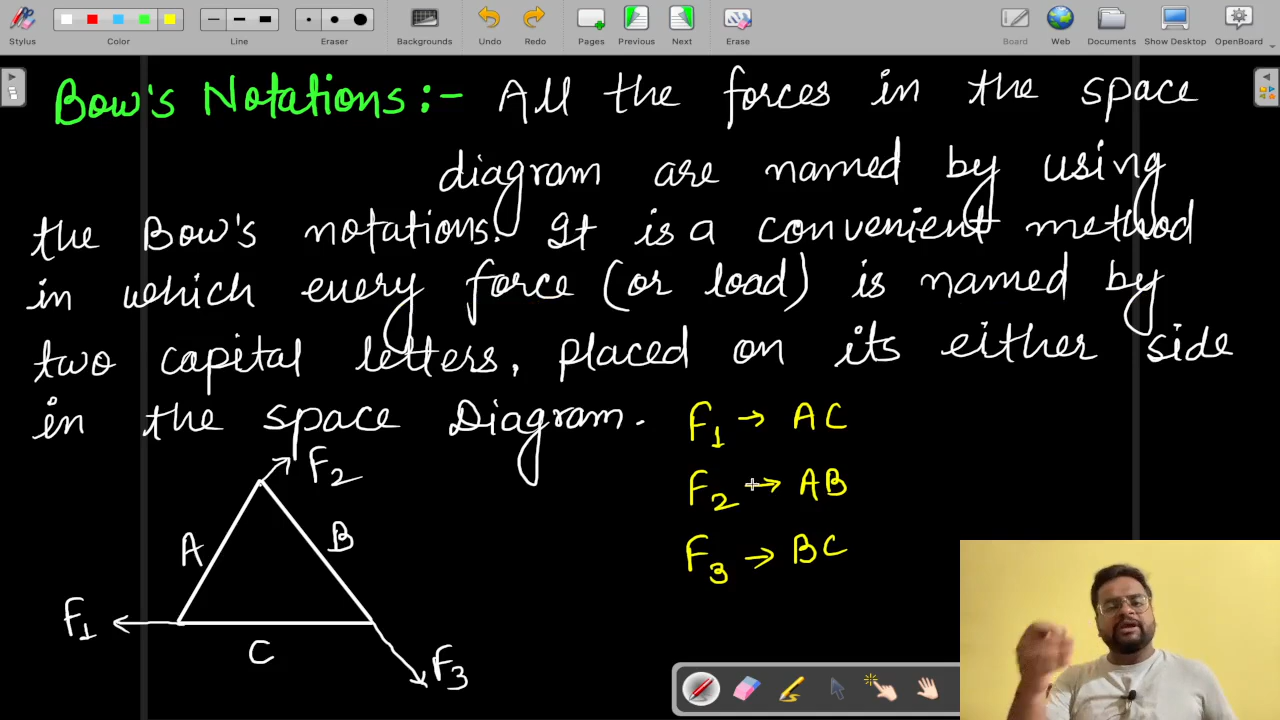 Stylus Color Line Eraser Backgrounds Undo Redo Pages Previous Next Erase Board Web Documents Show Desktop OpenBoard
Bow's Notations:- All the forces in the space
diagram are named by using
the Bow's notations. It is a convenient method
in which every force (or load) is named by
two capital letters, placed on its either side
in the space Diagram.
F1 → AC
F2 → AB
F3 → BC
F2
A
B
F1
C
F3